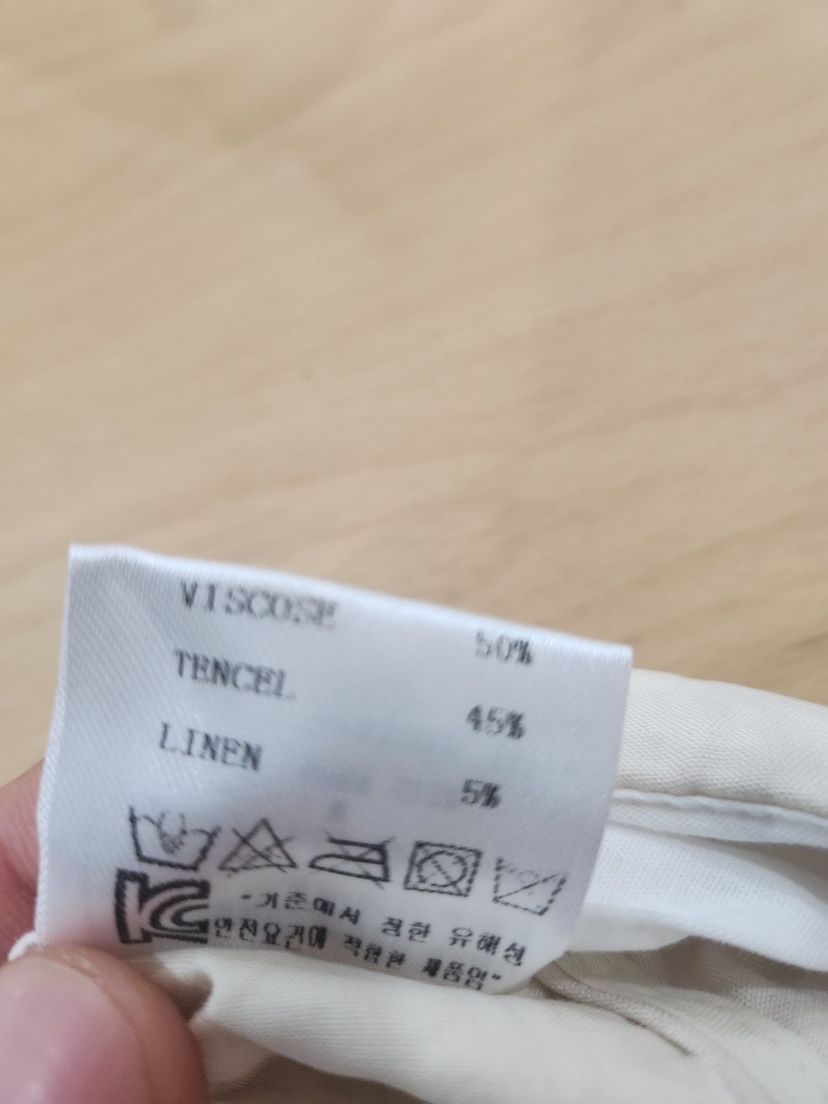 VISCOSE 50%
TENCEL 45%
LINEN 5%
KC "기준에서 정한 유해성
안전요건에 적합한 제품임"